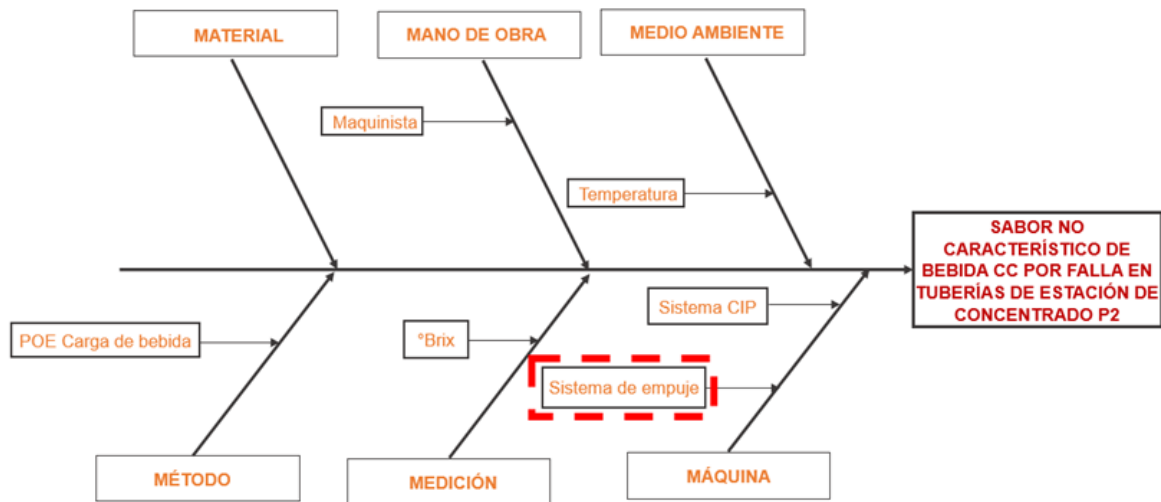 MATERIAL
MANO DE OBRA
MEDIO AMBIENTE
Maquinista
Temperatura
SABOR NO
CARACTERÍSTICO DE
BEBIDA CC POR FALLA EN
TUBERÍAS DE ESTACIÓN DE
CONCENTRADO P2
Sistema CIP
POE Carga de bebida
°Brix
Sistema de empuje
MÉTODO
MEDICIÓN
MÁQUINA